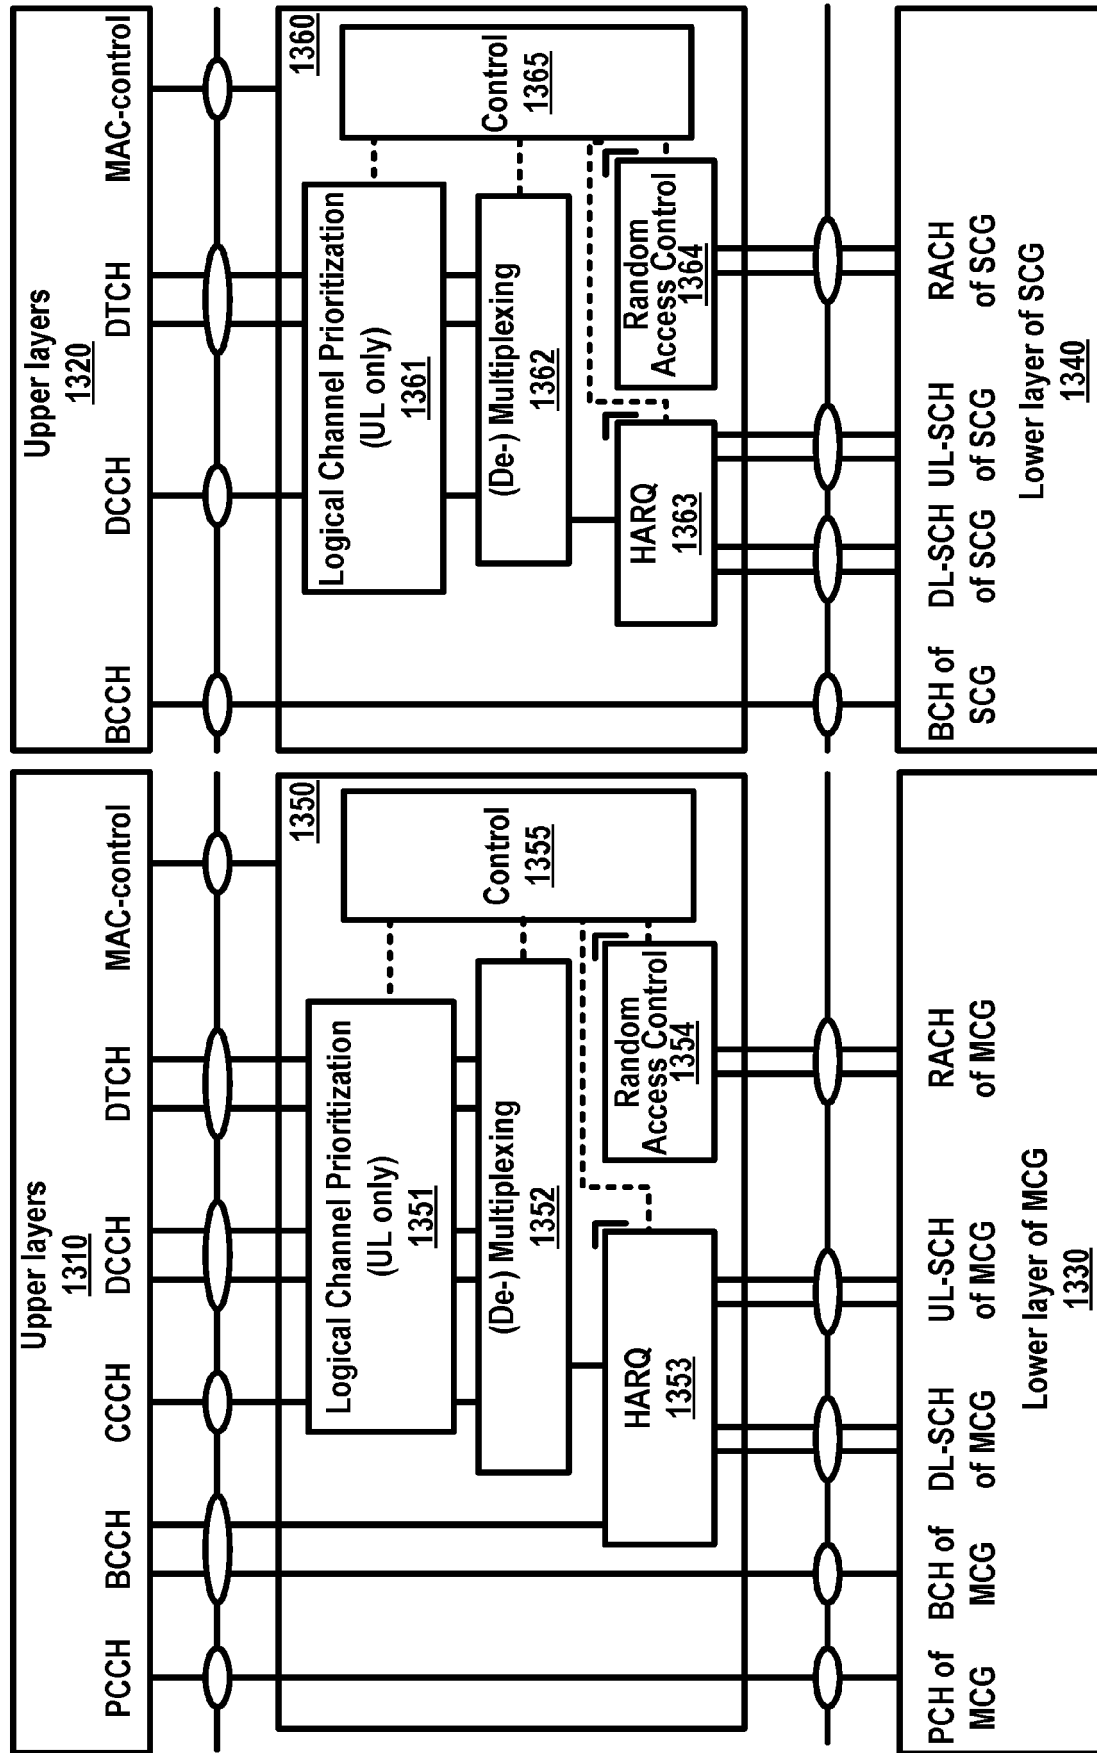 Upper layers
1310
PCCH
BCCH
CCCH
DCCH
DTCH
MAC-control
1350
Logical Channel Prioritization
(UL only)
1351
(De-) Multiplexing
1352
HARQ
1353
Random
Access Control
1354
Control
1355
PCH of
MCG
BCH of
MCG
DL-SCH
of MCG
UL-SCH
of MCG
RACH
of MCG
Lower layer of MCG
1330
Upper layers
1320
BCCH
DCCH
DTCH
MAC-control
1360
Logical Channel Prioritization
(UL only)
1361
(De-) Multiplexing
1362
HARQ
1363
Random
Access Control
1364
Control
1365
BCH of
SCG
DL-SCH
of SCG
UL-SCH
of SCG
RACH
of SCG
Lower layer of SCG
1340